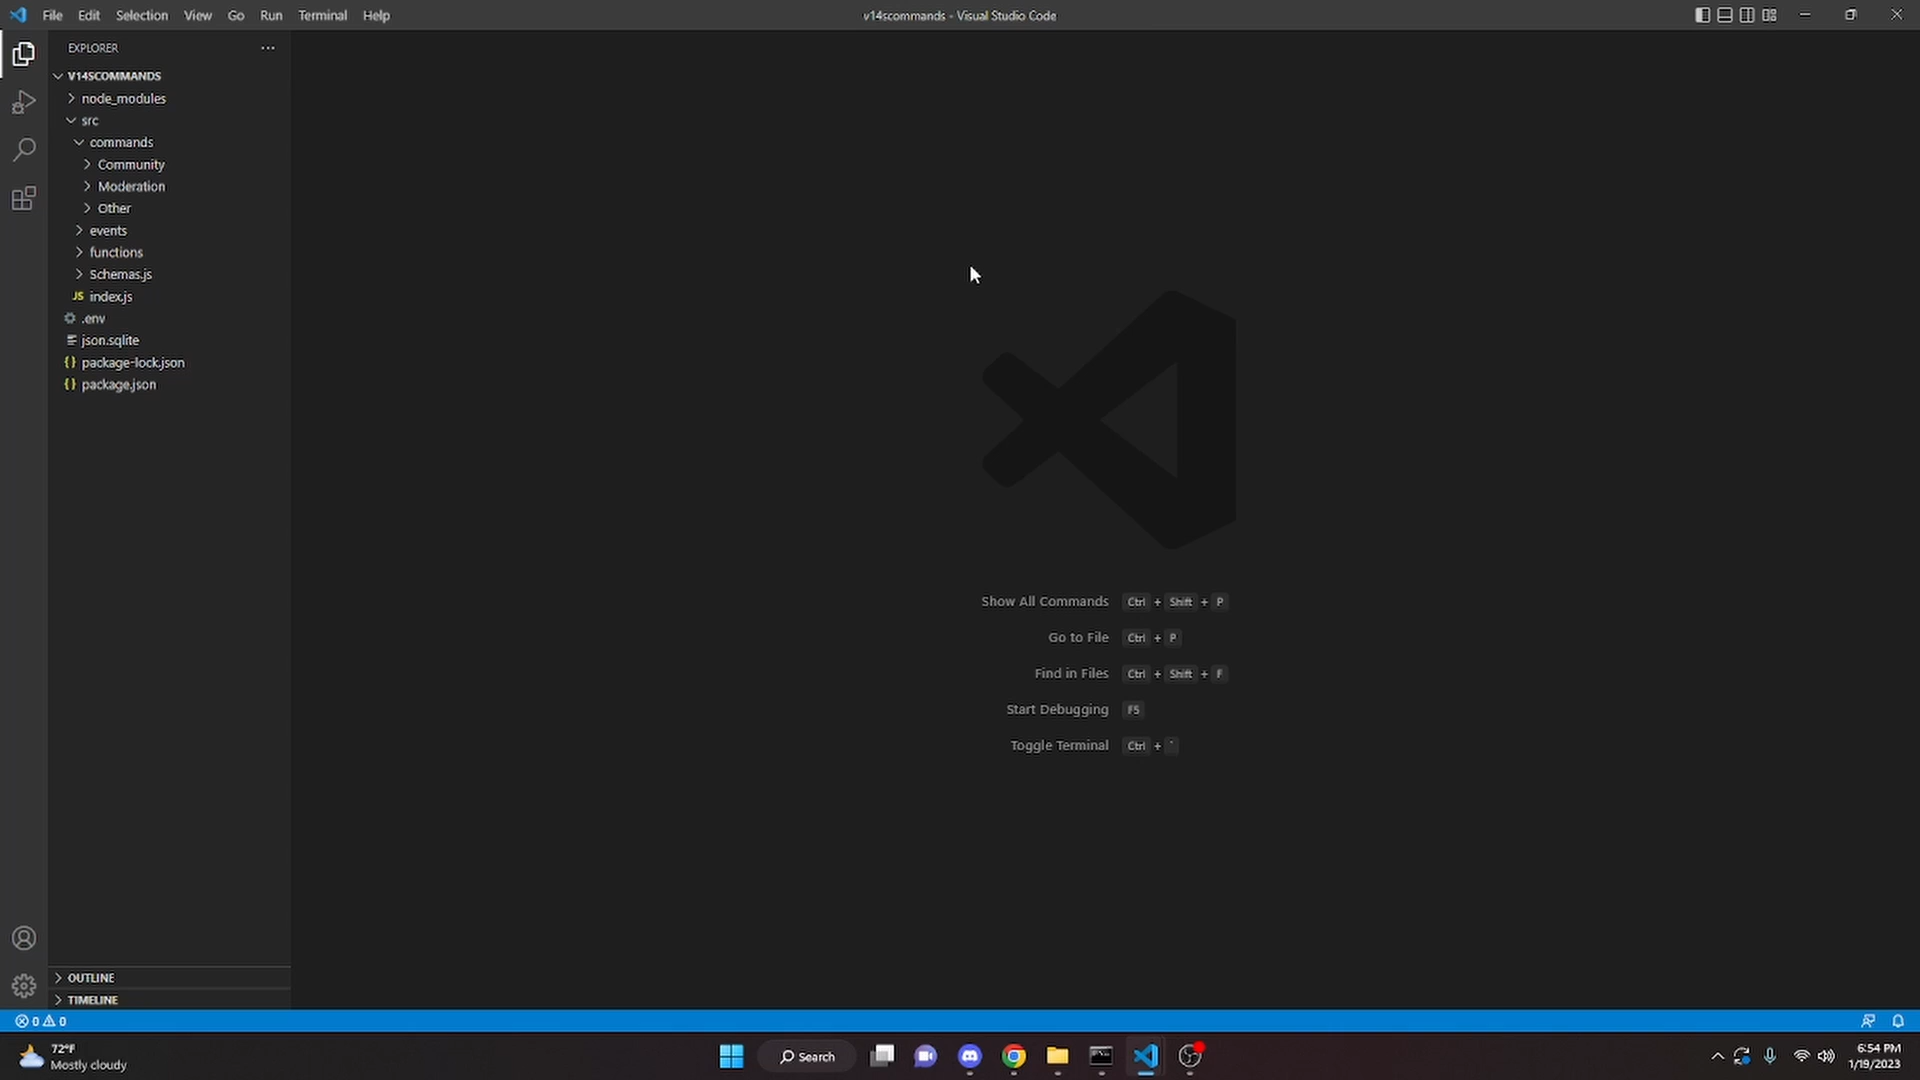 File Edit Selection View Go Run Terminal Help
v14scommands - Visual Studio Code
EXPLORER
V14SCOMMANDS
node_modules
src
commands
Community
Moderation
Other
events
functions
Schemas.js
JS index.js
.env
json.sqlite
{} package-lock.json
{} package.json
Show All Commands Ctrl + Shift + P
Go to File Ctrl + P
Find in Files Ctrl + Shift + F
Start Debugging F5
Toggle Terminal Ctrl + `
OUTLINE
TIMELINE
0 0
72°F
Mostly cloudy
Search
6:54 PM
1/19/2023